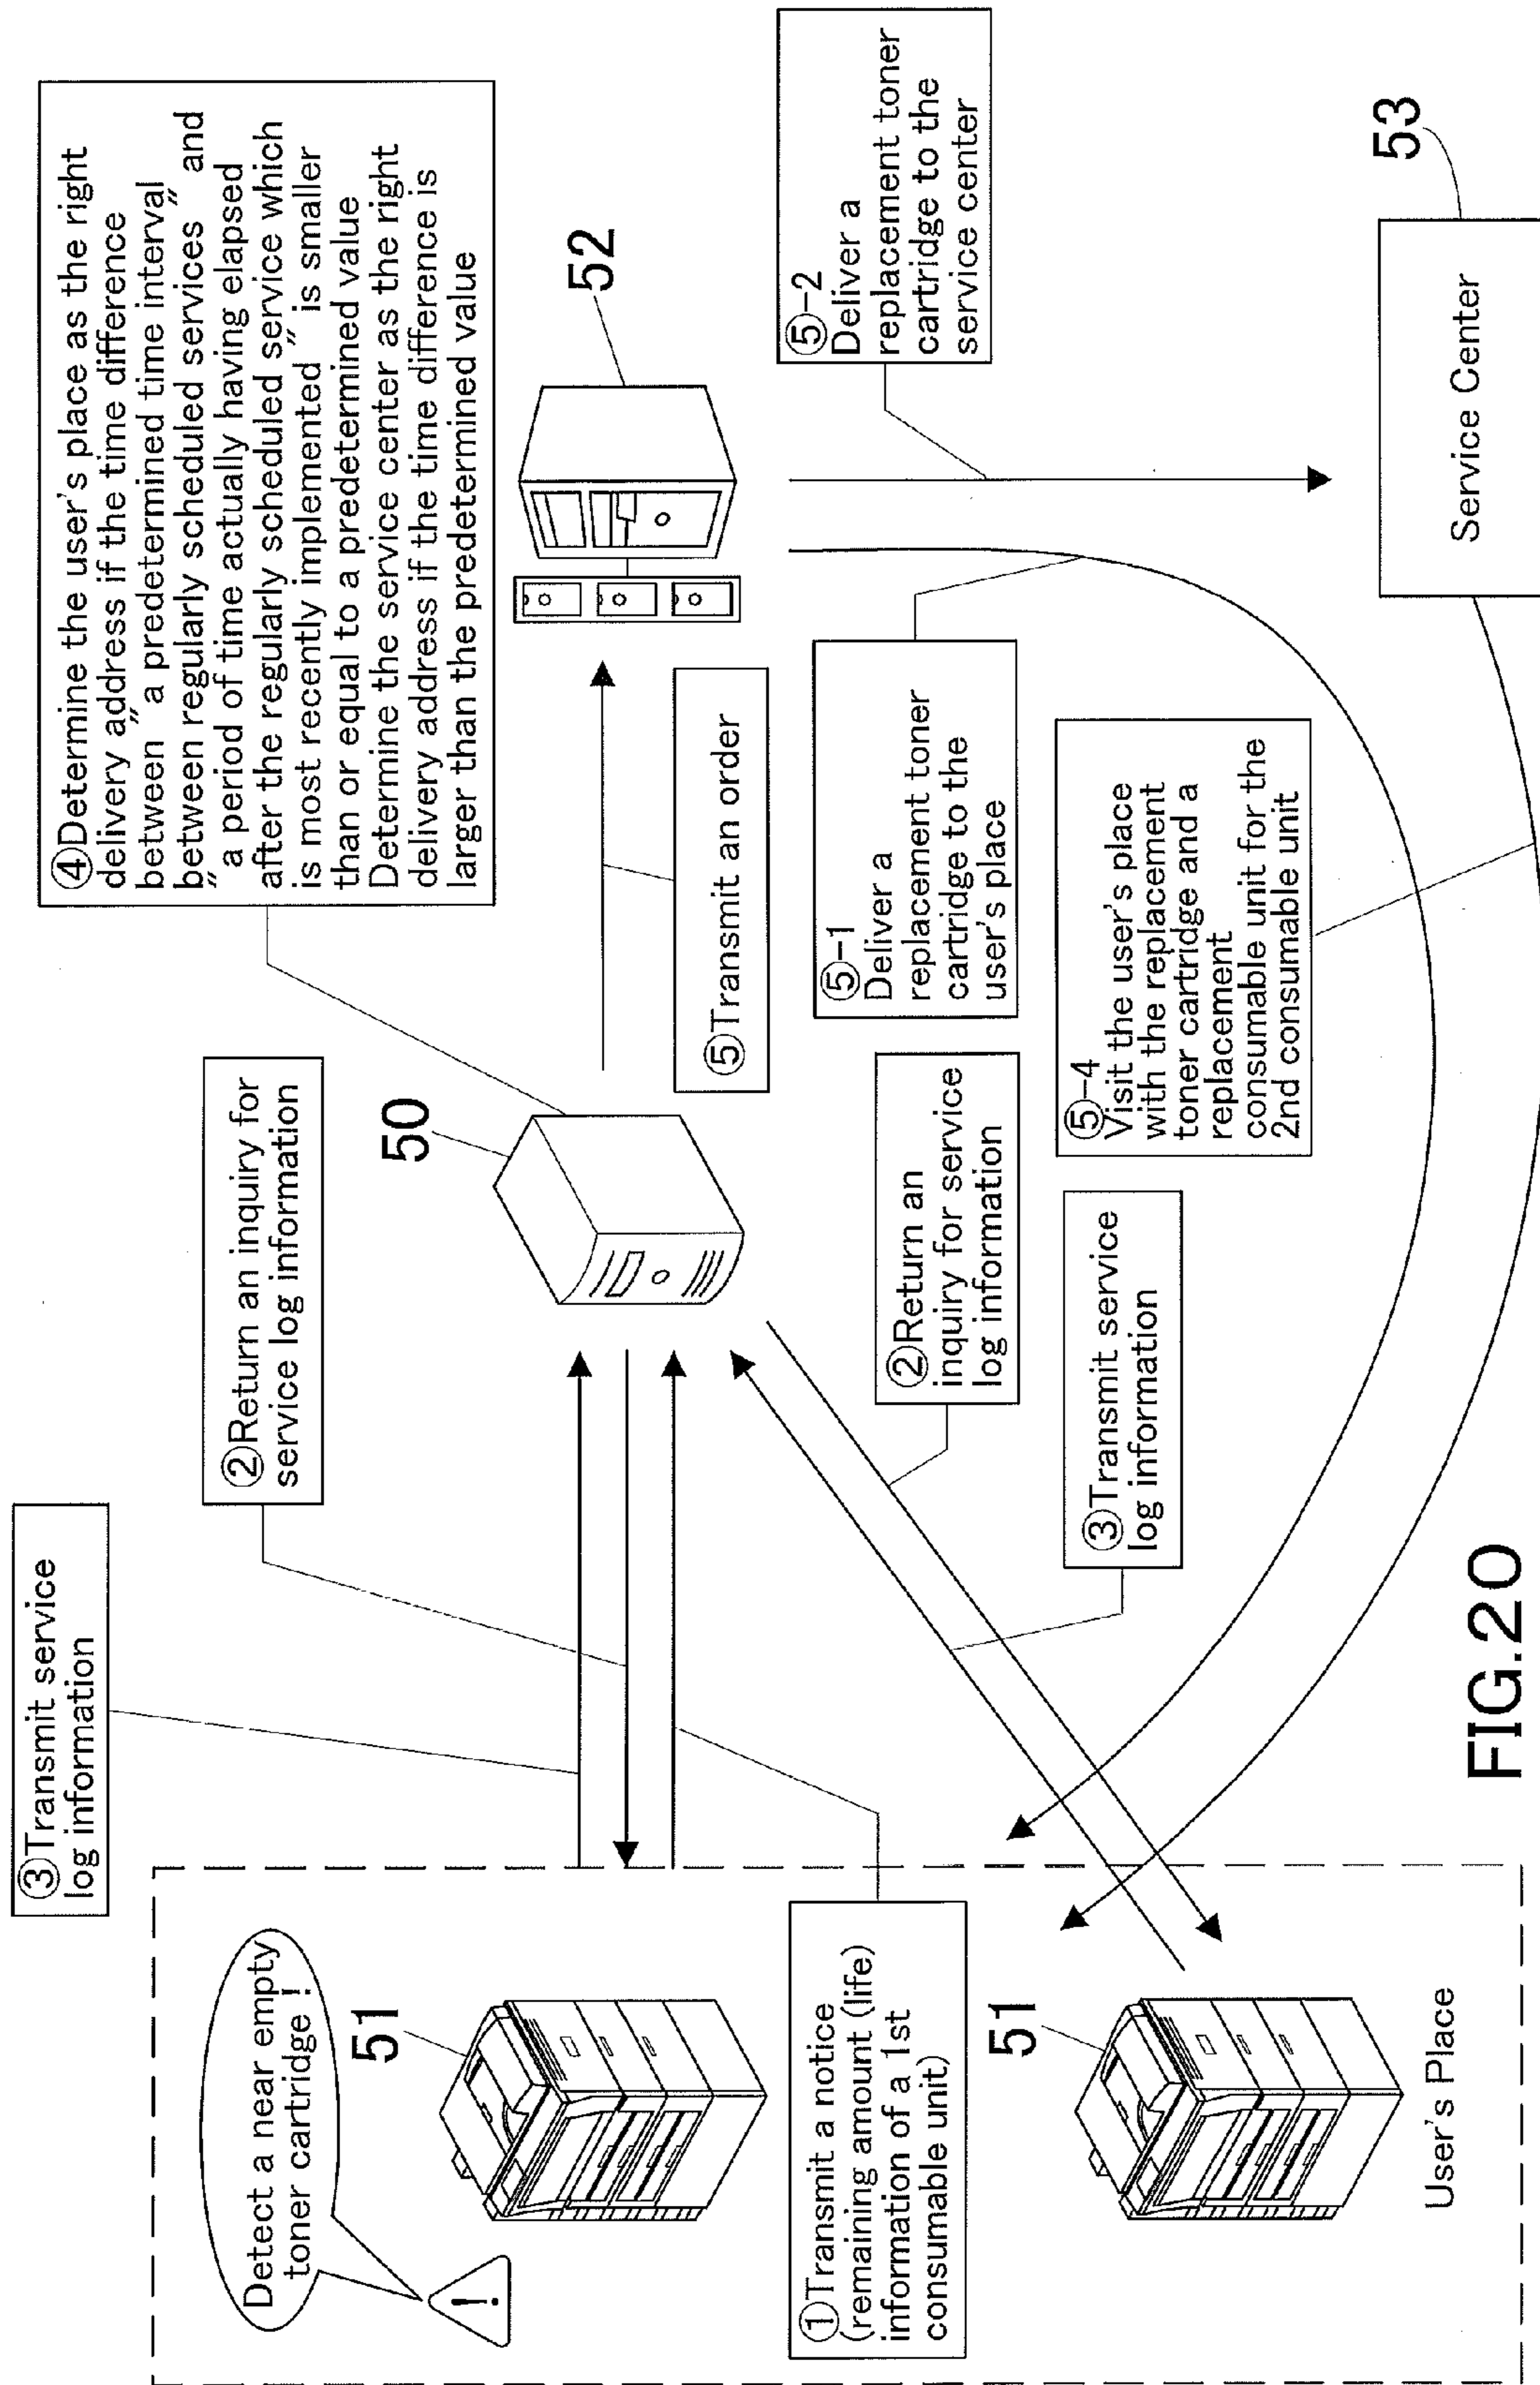 ③Transmit service
log information
②Return an inquiry for
service log information
④Determine the user's place as the right
delivery address if the time difference
between "a predetermined time interval
between regularly scheduled services" and
"a period of time actually having elapsed
after the regularly scheduled service which
is most recently implemented" is smaller
than or equal to a predetermined value
Determine the service center as the right
delivery address if the time difference is
larger than the predetermined value
Detect a near empty
toner cartridge !
!
51
50
52
⑤Transmit an order
①Transmit a notice
(remaining amount (life)
information of a 1st
consumable unit)
②Return an
inquiry for service
log information
⑤-1
Deliver a
replacement toner
cartridge to the
user's place
⑤-2
Deliver a
replacement toner
cartridge to the
service center
51
③Transmit service
log information
⑤-4
Visit the user's place
with the replacement
toner cartridge and a
replacement
consumable unit for the
2nd consumable unit
53
User's Place
Service Center
FIG.20